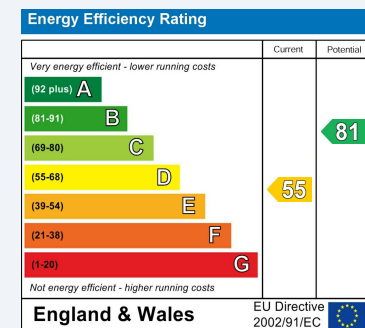 Energy Efficiency Rating
Current Potential
Very energy efficient - lower running costs
(92 plus) A
(81-91) B
81
(69-80) C
(55-68) D
55
(39-54) E
(21-38) F
(1-20) G
Not energy efficient - higher running costs
England & Wales
EU Directive
2002/91/EC